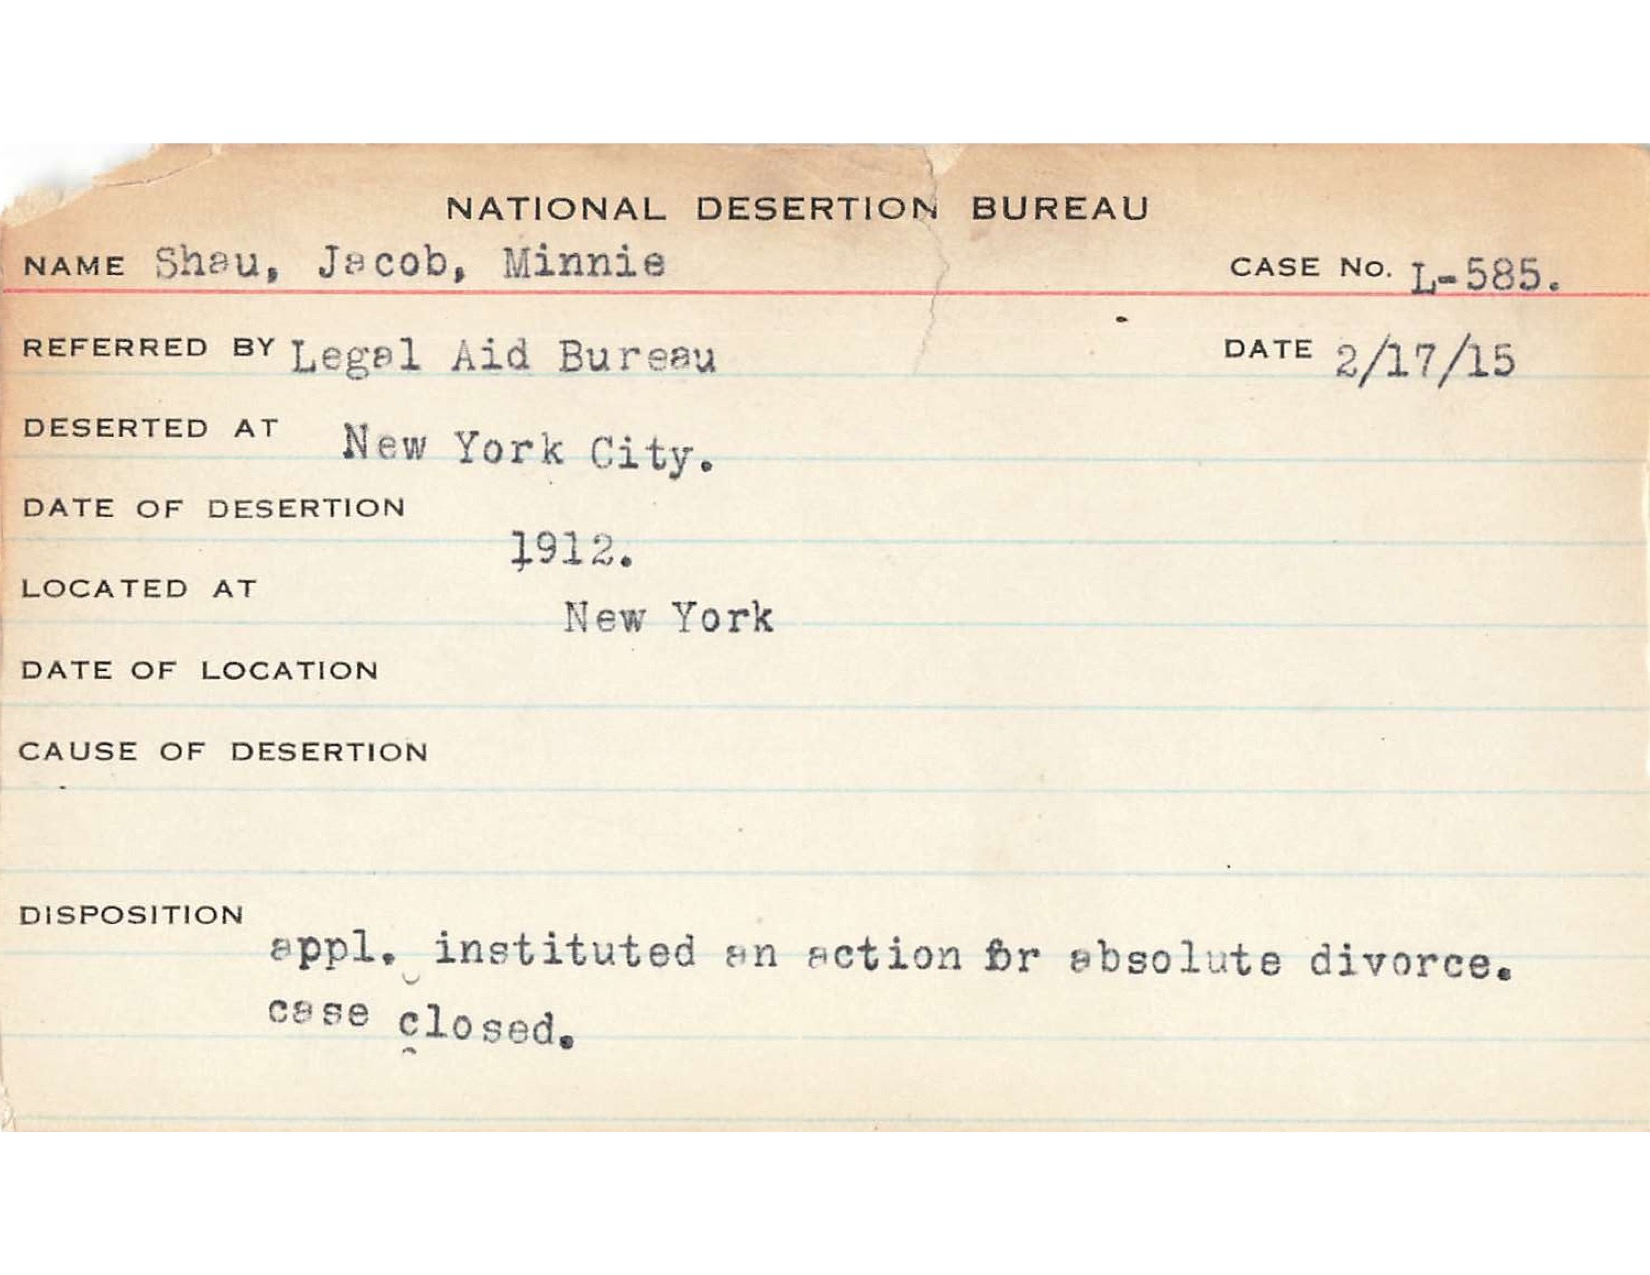 NATIONAL DESERTION BUREAU
NAME Shau, Jacob, Minnie CASE No. L-585.
REFERRED BY Legal Aid Bureau DATE 2/17/15
DESERTED AT New York City.
DATE OF DESERTION
1912.
LOCATED AT
New York
DATE OF LOCATION
CAUSE OF DESERTION
DISPOSITION
appl. instituted an action for absolute divorce.
case closed.